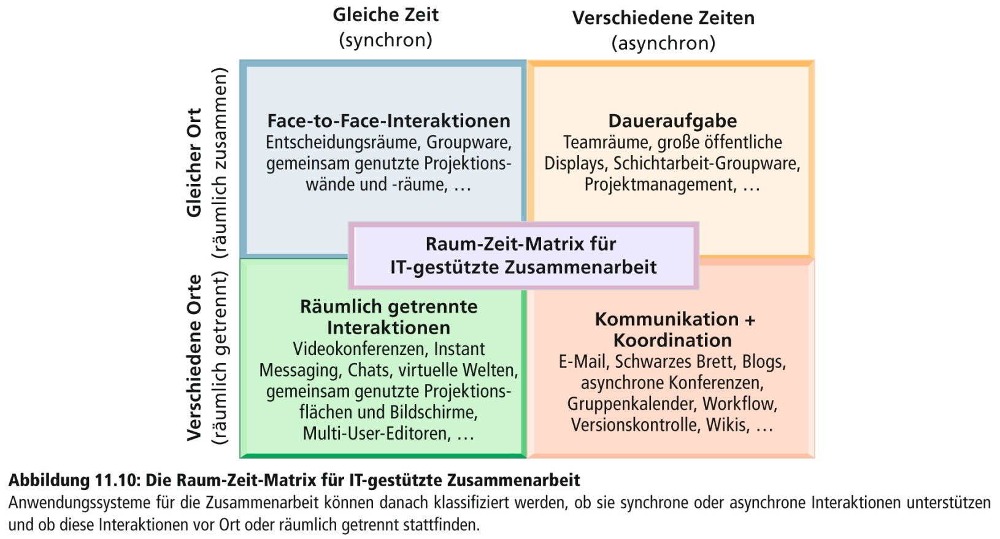 Gleiche Zeit
(synchron)
Verschiedene Zeiten
(asynchron)
Gleicher Ort
(räumlich zusammen)
Face-to-Face-Interaktionen
Entscheidungsräume, Groupware,
gemeinsam genutzte Projektions-
wände und -räume, …
Daueraufgabe
Teamräume, große öffentliche
Displays, Schichtarbeit-Groupware,
Projektmanagement, …
Raum-Zeit-Matrix für
IT-gestützte Zusammenarbeit
Verschiedene Orte
(räumlich getrennt)
Räumlich getrennte
Interaktionen
Videokonferenzen, Instant
Messaging, Chats, virtuelle Welten,
gemeinsam genutzte Projektions-
flächen und Bildschirme,
Multi-User-Editoren, …
Kommunikation +
Koordination
E-Mail, Schwarzes Brett, Blogs,
asynchrone Konferenzen,
Gruppenkalender, Workflow,
Versionskontrolle, Wikis, …
Abbildung 11.10: Die Raum-Zeit-Matrix für IT-gestützte Zusammenarbeit
Anwendungssysteme für die Zusammenarbeit können danach klassifiziert werden, ob sie synchrone oder asynchrone Interaktionen unterstützen
und ob diese Interaktionen vor Ort oder räumlich getrennt stattfinden.